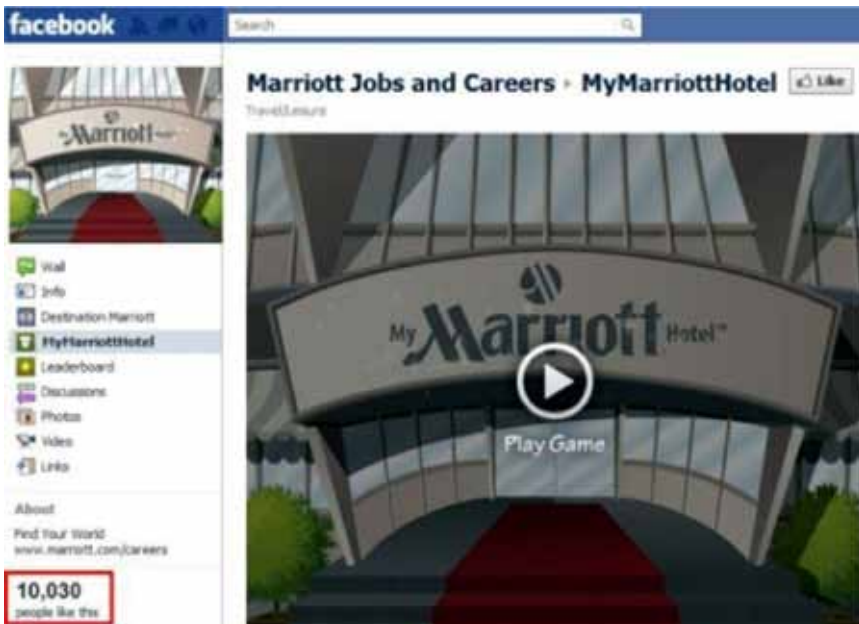 facebook
Search
Marriott Jobs and Careers ▸ MyMarriottHotel
Like
Travel/Leisure
My Marriott Hotel
Wall
Info
Destination Marriott
MyMarriottHotel
Leaderboard
Discussions
Photos
Video
Links
About
Find Your World
www.marriott.com/careers
10,030
people like this
My Marriott Hotel™
Play Game